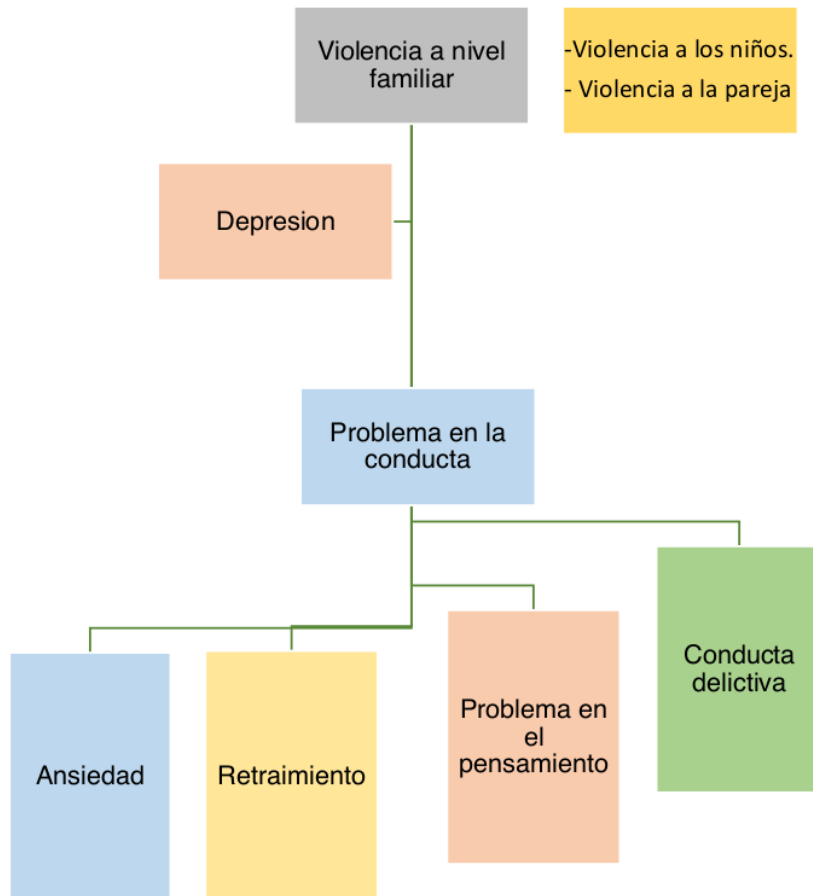 Violencia a nivel
familiar
-Violencia a los niños.
- Violencia a la pareja
Depresion
Problema en la
conducta
Ansiedad
Retraimiento
Problema en
el
pensamiento
Conducta
delictiva